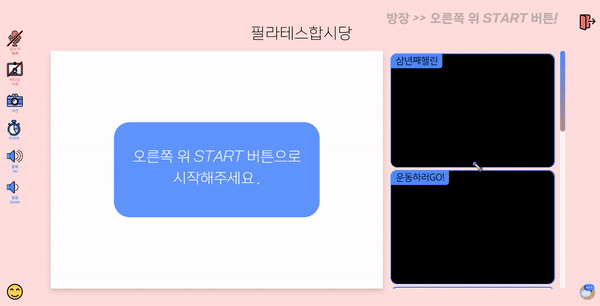 방장 >> 오른쪽 위 START 버튼!
필라테스합시당
삼년째헬린
오른쪽 위 START 버튼으로
시작해주세요.
운동하러GO!